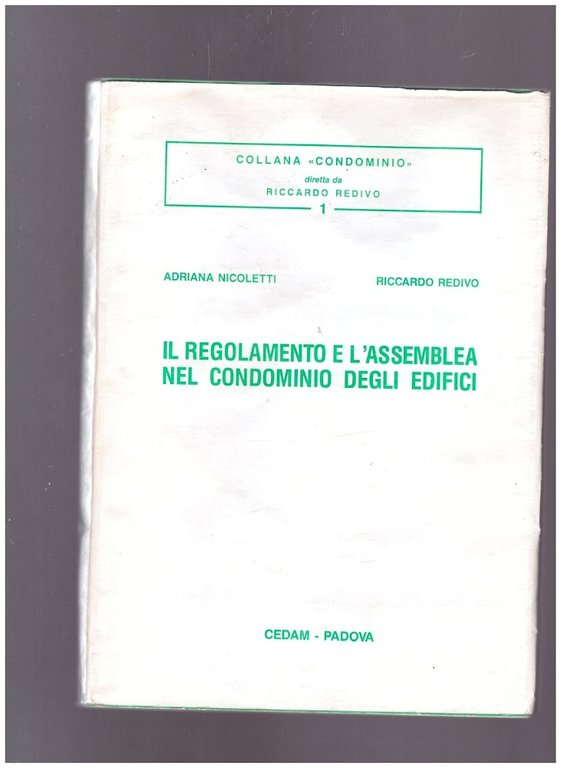 COLLANA «CONDOMINIO»
diretta da
RICCARDO REDIVO
1
ADRIANA NICOLETTI RICCARDO REDIVO
IL REGOLAMENTO E L'ASSEMBLEA
NEL CONDOMINIO DEGLI EDIFICI
CEDAM - PADOVA